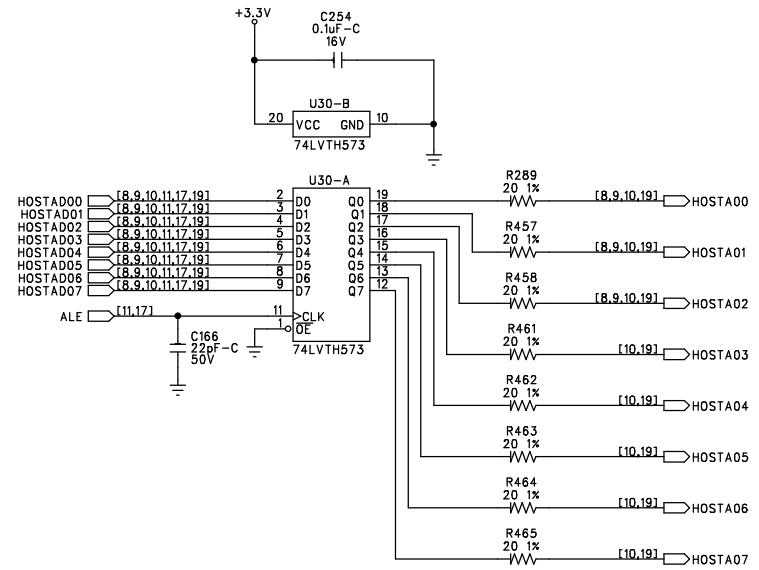 +3.3V
C254
0.1uF-C
16V
U30-B
20 VCC GND 10
74LVTH573
U30-A
HOSTAD00 [8,9,10,11,17,19] 2 D0 Q0 19
HOSTAD01 [8,9,10,11,17,19] 3 D1 Q1 18
HOSTAD02 [8,9,10,11,17,19] 4 D2 Q2 17
HOSTAD03 [8,9,10,11,17,19] 5 D3 Q3 16
HOSTAD04 [8,9,10,11,17,19] 6 D4 Q4 15
HOSTAD05 [8,9,10,11,17,19] 7 D5 Q5 14
HOSTAD06 [8,9,10,11,17,19] 8 D6 Q6 13
HOSTAD07 [8,9,10,11,17,19] 9 D7 Q7 12
ALE [11,17] 11 >CLK
1 OE
74LVTH573
C166
22pF-C
50V
R289
20 1%
[8,9,10,19] HOSTA00
R457
20 1%
[8,9,10,19] HOSTA01
R458
20 1%
[8,9,10,19] HOSTA02
R461
20 1%
[10,19] HOSTA03
R462
20 1%
[10,19] HOSTA04
R463
20 1%
[10,19] HOSTA05
R464
20 1%
[10,19] HOSTA06
R465
20 1%
[10,19] HOSTA07